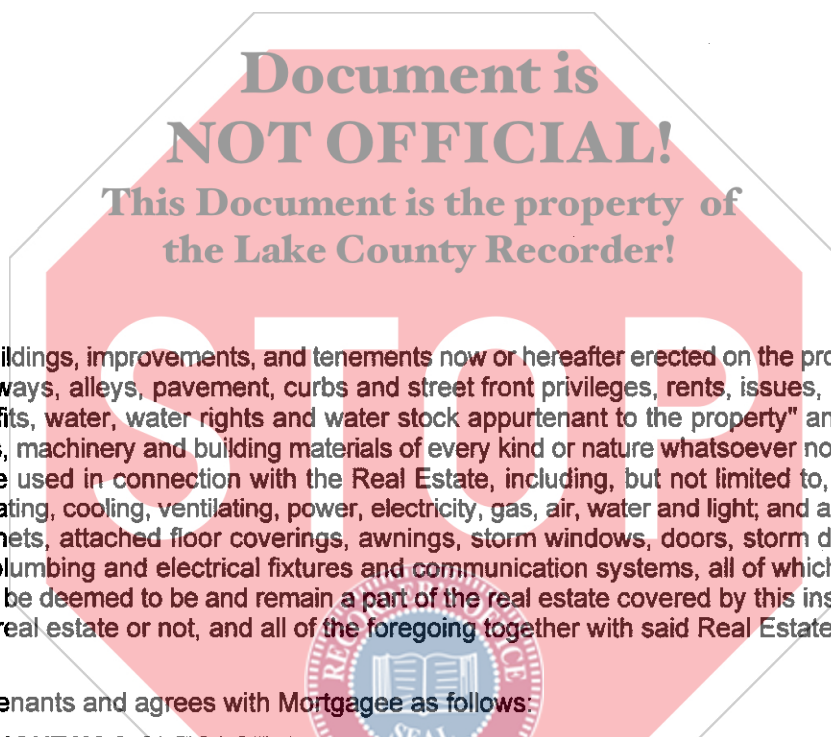 Document is
NOT OFFICIAL!
This Document is the property of
the Lake County Recorder!
STOP
ildings, improvements, and tenements now or hereafter erected on the pro
ways, alleys, pavement, curbs and street front privileges, rents, issues,
fits, water, water rights and water stock appurtenant to the property" an
s, machinery and building materials of every kind or nature whatsoever no
e used in connection with the Real Estate, including, but not limited to,
ating, cooling, ventilating, power, electricity, gas, air, water and light; and a
nets, attached floor coverings, awnings, storm windows, doors, storm d
plumbing and electrical fixtures and communication systems, all of which
be deemed to be and remain a part of the real estate covered by this ins
real estate or not, and all of the foregoing together with said Real Estate
enants and agrees with Mortgagee as follows:
SEAL